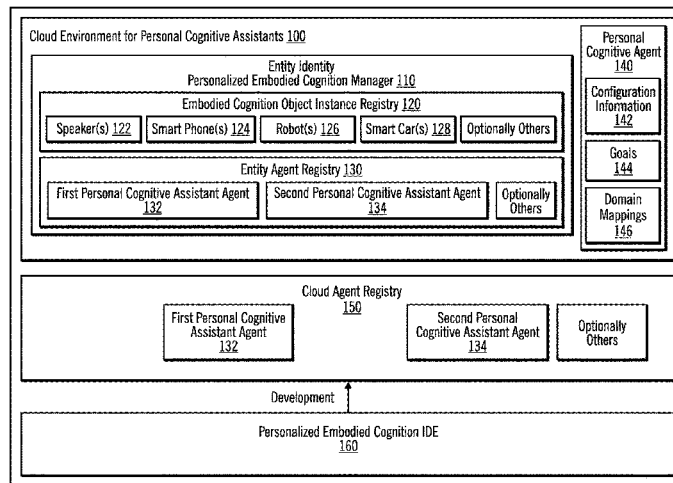 Cloud Environment for Personal Cognitive Assistants 100
Entity Identity
Personalized Embodied Cognition Manager 110
Embodied Cognition Object Instance Registry 120
Speaker(s) 122
Smart Phone(s) 124
Robot(s) 126
Smart Car(s) 128
Optionally Others
Entity Agent Registry 130
First Personal Cognitive Assistant Agent
132
Second Personal Cognitive Assistant Agent
134
Optionally
Others
Personal
Cognitive Agent
140
Configuration
Information
142
Goals
144
Domain
Mappings
146
Cloud Agent Registry
150
First Personal Cognitive
Assistant Agent
132
Second Personal
Cognitive Assistant Agent
134
Optionally
Others
Development
Personalized Embodied Cognition IDE
160